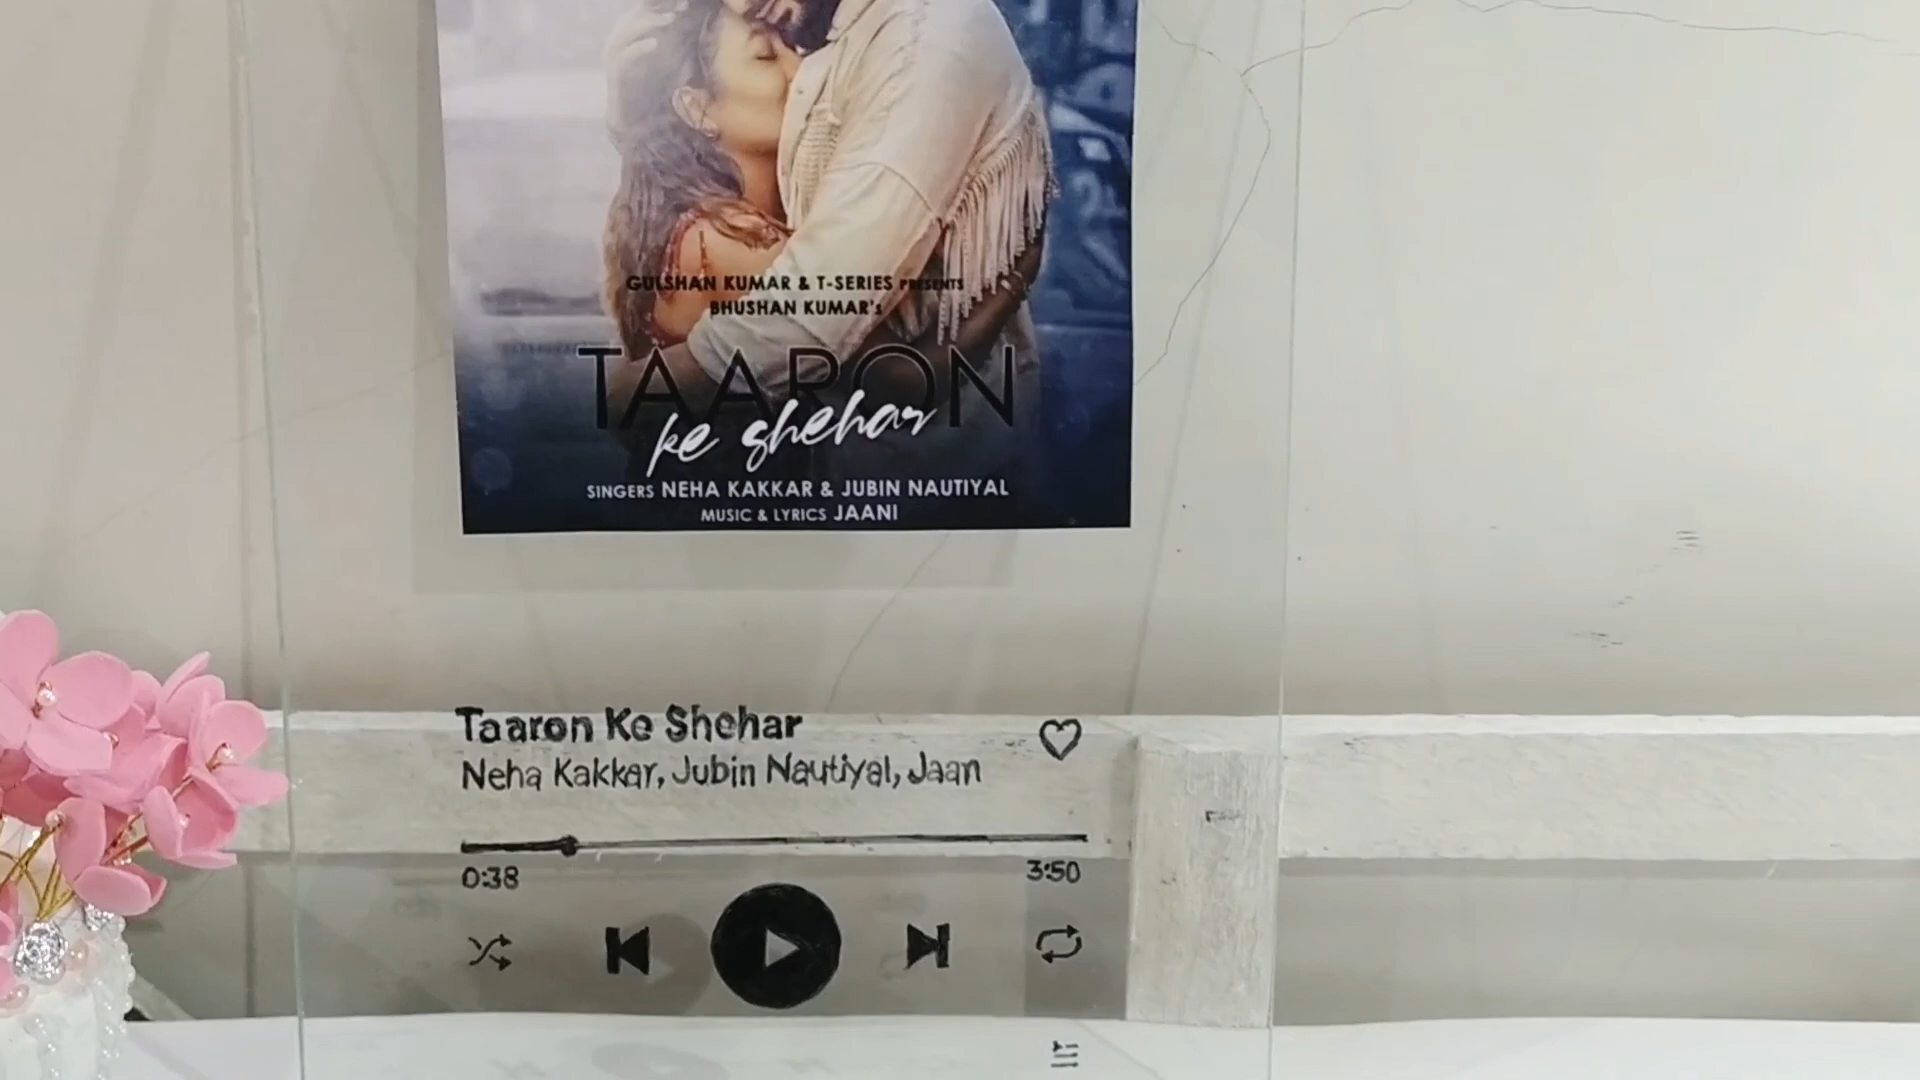 GULSHAN KUMAR & T-SERIES PRESENTS
BHUSHAN KUMAR's
TAARON
ke shehar
SINGERS NEHA KAKKAR & JUBIN NAUTIYAL
MUSIC & LYRICS JAANI
Taaron Ke Shehar
Neha Kakkar, Jubin Nautiyal, Jaan
0:38
3:50